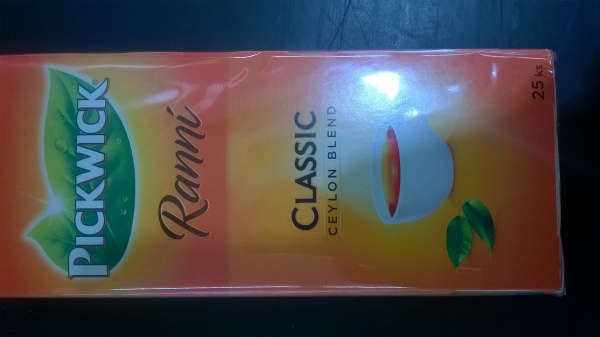 PICKWICK®
Ranní
CLASSIC
CEYLON BLEND
25 ks